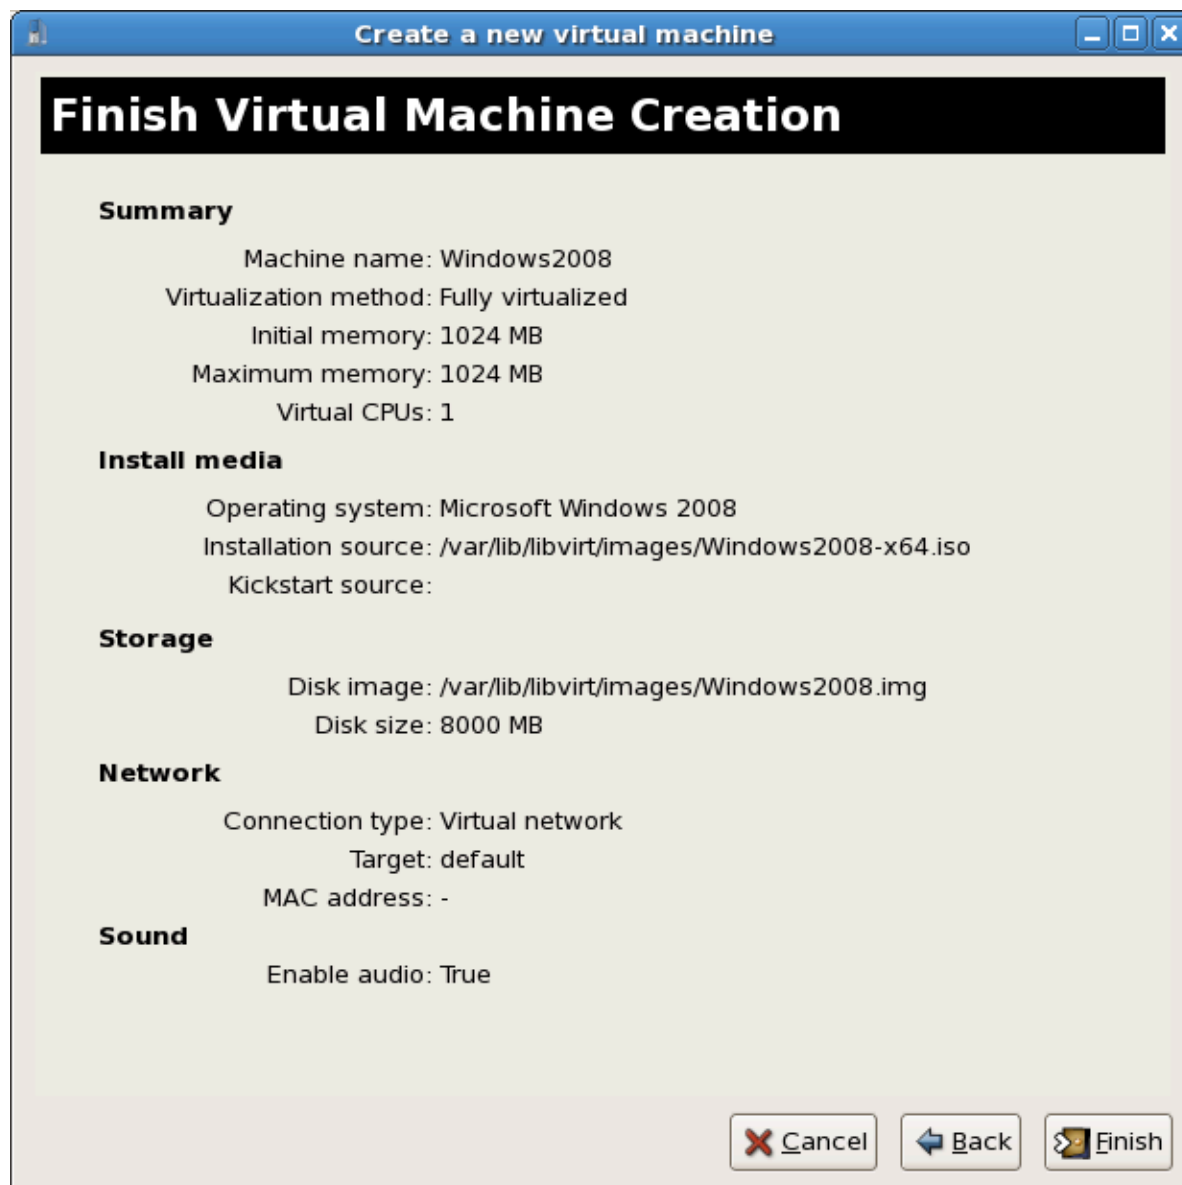 Create a new virtual machine
Finish Virtual Machine Creation
Summary
Machine name: Windows2008
Virtualization method: Fully virtualized
Initial memory: 1024 MB
Maximum memory: 1024 MB
Virtual CPUs: 1
Install media
Operating system: Microsoft Windows 2008
Installation source: /var/lib/libvirt/images/Windows2008-x64.iso
Kickstart source:
Storage
Disk image: /var/lib/libvirt/images/Windows2008.img
Disk size: 8000 MB
Network
Connection type: Virtual network
Target: default
MAC address: -
Sound
Enable audio: True
Cancel Back Finish